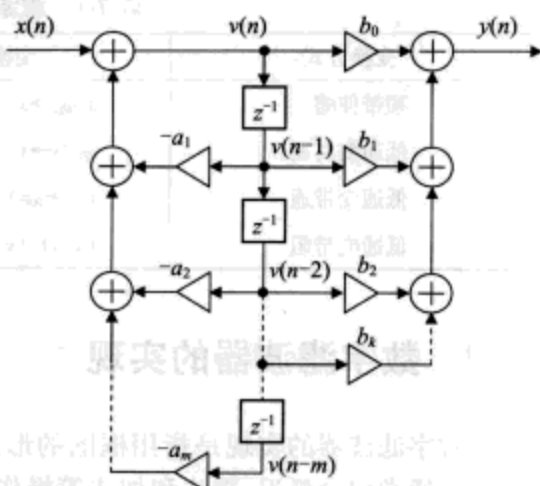 x(n) v(n) b₀ y(n)
z⁻¹
−a₁ v(n−1) b₁
z⁻¹
−a₂ v(n−2) b₂
bₖ
z⁻¹
−aₘ v(n−m)